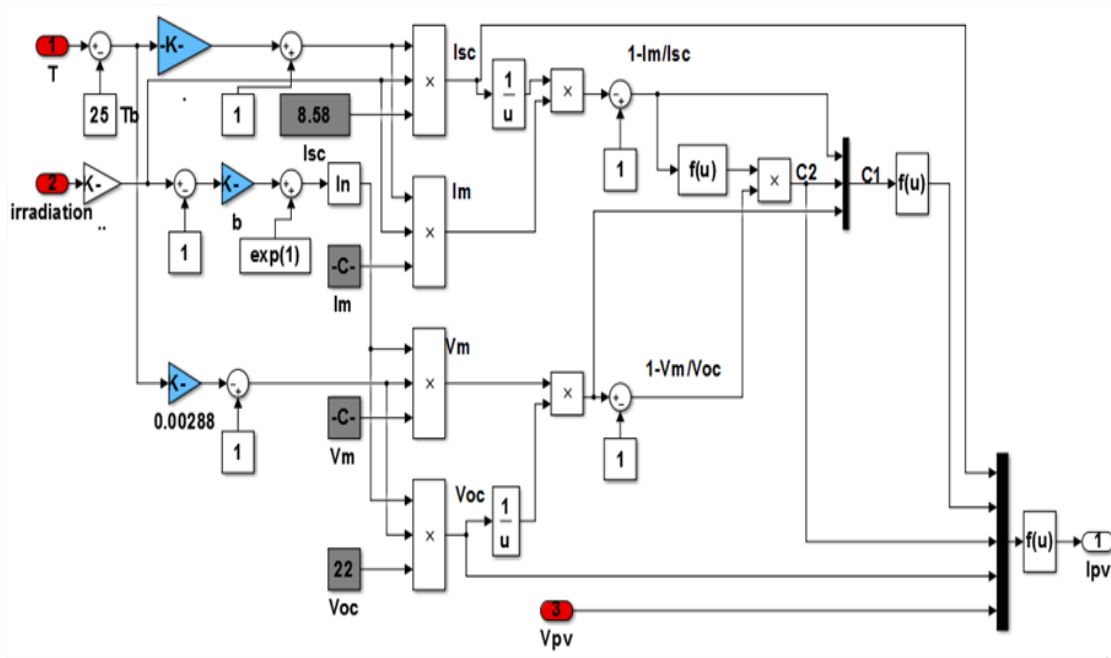 1
T
25
Tb
-K-
.
1
8.58
Isc
Isc
1
u
×
1-Im/Isc
1
2
irradiation
K-
..
1
K-
b
exp(1)
ln
-C-
Im
×
Im
×
f(u)
×
C2
C1
f(u)
K-
0.00288
1
-C-
Vm
×
Vm
×
1-Vm/Voc
1
22
Voc
×
Voc
1
u
3
Vpv
f(u)
1
Ipv